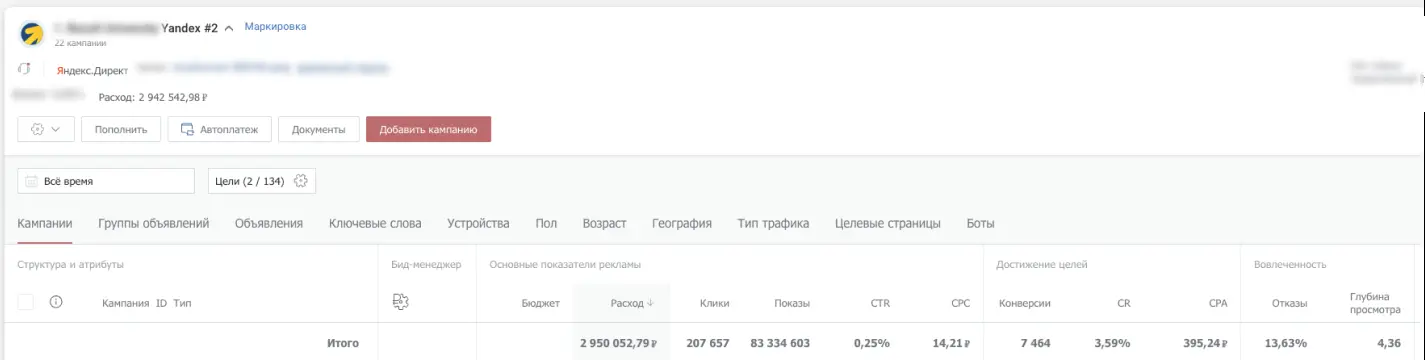 Yandex #2 Маркировка
22 кампании
Яндекс.Директ
Расход: 2 942 542,98 ₽
Пополнить Автоплатеж Документы Добавить кампанию
Всё время Цели (2 / 134)
Кампании Группы объявлений Объявления Ключевые слова Устройства Пол Возраст География Тип трафика Целевые страницы Боты
Структура и атрибуты Бид-менеджер Основные показатели рекламы Достижение целей Вовлеченность
Кампания ID Тип Бюджет Расход ↓ Клики Показы CTR CPC Конверсии CR CPA Отказы Глубина просмотра
Итого 2 950 052,79 ₽ 207 657 83 334 603 0,25% 14,21 ₽ 7 464 3,59% 395,24 ₽ 13,63% 4,36